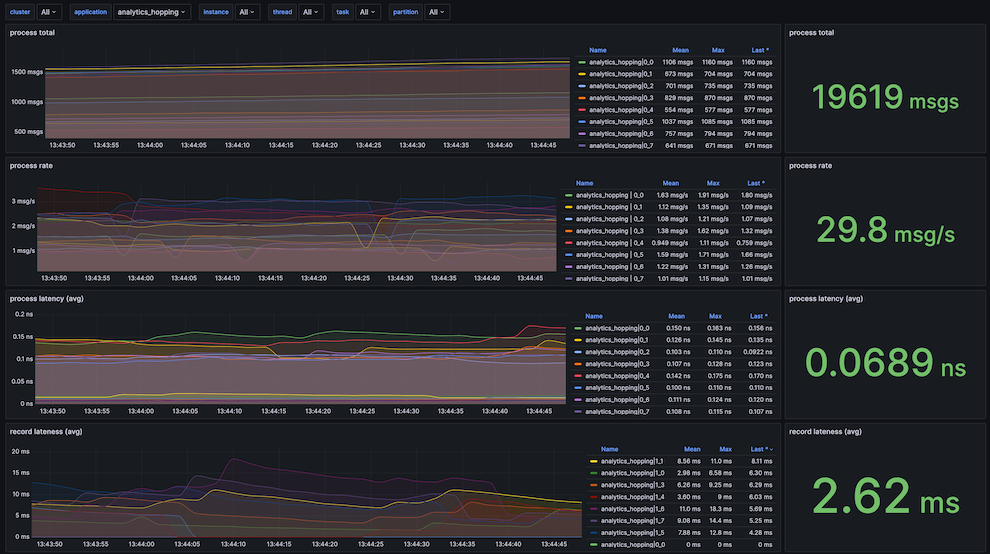 cluster All application analytics_hopping instance All thread All task All partition All
process total
1500 msgs
1000 msgs
500 msgs
13:43:50 13:43:55 13:44:00 13:44:05 13:44:10 13:44:15 13:44:20 13:44:25 13:44:30 13:44:35 13:44:40 13:44:45
Name Mean Max Last *
analytics_hopping|0_0 1106 msgs 1160 msgs 1160 msgs
analytics_hopping|0_1 673 msgs 704 msgs 704 msgs
analytics_hopping|0_2 701 msgs 735 msgs 735 msgs
analytics_hopping|0_3 829 msgs 870 msgs 870 msgs
analytics_hopping|0_4 554 msgs 577 msgs 577 msgs
analytics_hopping|0_5 1037 msgs 1085 msgs 1085 msgs
analytics_hopping|0_6 757 msgs 794 msgs 794 msgs
analytics_hopping|0_7 641 msgs 671 msgs 671 msgs
process total
19619 msgs
process rate
3 msg/s
2 msg/s
1 msg/s
13:43:50 13:43:55 13:44:00 13:44:05 13:44:10 13:44:15 13:44:20 13:44:25 13:44:30 13:44:35 13:44:40 13:44:45
Name Mean Max Last *
analytics_hopping | 0_0 1.63 msg/s 1.91 msg/s 1.80 msg/s
analytics_hopping | 0_1 1.12 msg/s 1.35 msg/s 1.09 msg/s
analytics_hopping | 0_2 1.08 msg/s 1.21 msg/s 1.07 msg/s
analytics_hopping | 0_3 1.38 msg/s 1.62 msg/s 1.32 msg/s
analytics_hopping | 0_4 0.949 msg/s 1.11 msg/s 0.759 msg/s
analytics_hopping | 0_5 1.59 msg/s 1.71 msg/s 1.66 msg/s
analytics_hopping | 0_6 1.22 msg/s 1.31 msg/s 1.26 msg/s
analytics_hopping | 0_7 1.01 msg/s 1.15 msg/s 1.01 msg/s
process rate
29.8 msg/s
process latency (avg)
0.2 ns
0.15 ns
0.1 ns
0.05 ns
0 ns
13:43:50 13:43:55 13:44:00 13:44:05 13:44:10 13:44:15 13:44:20 13:44:25 13:44:30 13:44:35 13:44:40 13:44:45
Name Mean Max Last *
analytics_hopping|0_0 0.150 ns 0.163 ns 0.156 ns
analytics_hopping|0_1 0.126 ns 0.145 ns 0.135 ns
analytics_hopping|0_2 0.103 ns 0.110 ns 0.0922 ns
analytics_hopping|0_3 0.107 ns 0.128 ns 0.123 ns
analytics_hopping|0_4 0.142 ns 0.175 ns 0.170 ns
analytics_hopping|0_5 0.100 ns 0.110 ns 0.110 ns
analytics_hopping|0_6 0.111 ns 0.124 ns 0.120 ns
analytics_hopping|0_7 0.108 ns 0.115 ns 0.107 ns
process latency (avg)
0.0689 ns
record lateness (avg)
20 ms
15 ms
10 ms
5 ms
0 ms
13:43:50 13:43:55 13:44:00 13:44:05 13:44:10 13:44:15 13:44:20 13:44:25 13:44:30 13:44:35 13:44:40 13:44:45
Name Mean Max Last *
analytics_hopping|1_1 8.56 ms 11.0 ms 8.11 ms
analytics_hopping|1_0 2.98 ms 6.58 ms 6.30 ms
analytics_hopping|1_3 6.26 ms 9.25 ms 6.29 ms
analytics_hopping|1_4 3.60 ms 9 ms 6.03 ms
analytics_hopping|1_6 11.0 ms 18.3 ms 5.69 ms
analytics_hopping|1_7 9.08 ms 14.4 ms 5.25 ms
analytics_hopping|1_5 7.88 ms 12.8 ms 4.28 ms
analytics_hopping|0_0 0 ms 0 ms 0 ms
record lateness (avg)
2.62 ms